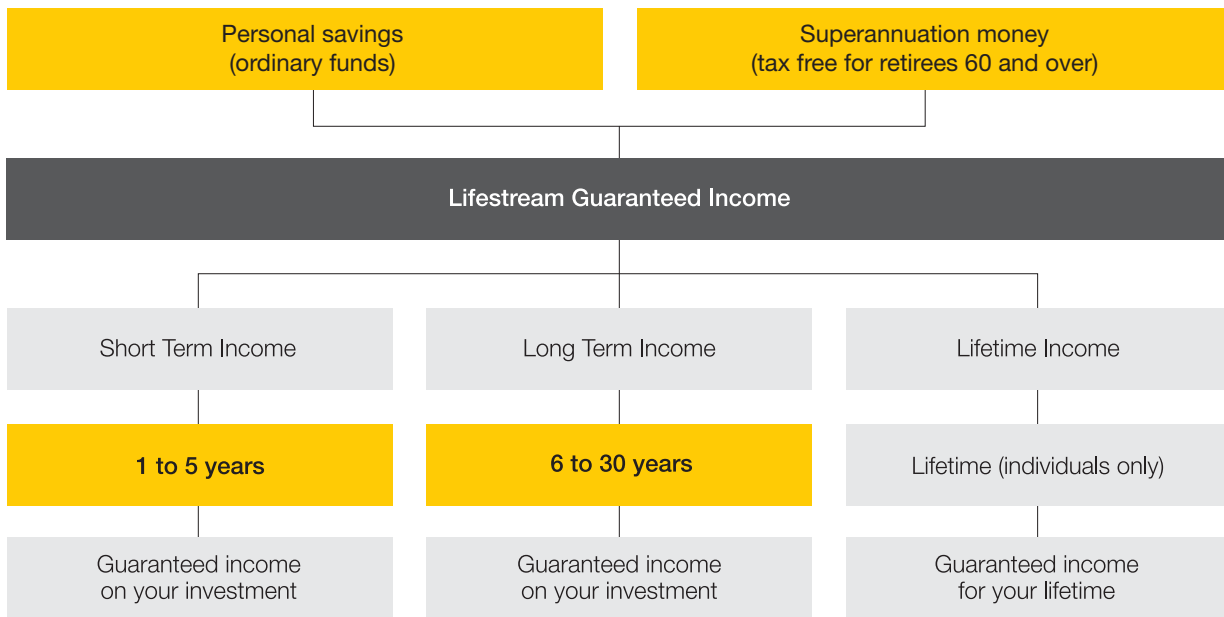 Personal savings
(ordinary funds)
Superannuation money
(tax free for retirees 60 and over)
Lifestream Guaranteed Income
Short Term Income
Long Term Income
Lifetime Income
1 to 5 years
6 to 30 years
Lifetime (individuals only)
Guaranteed income
on your investment
Guaranteed income
on your investment
Guaranteed income
for your lifetime